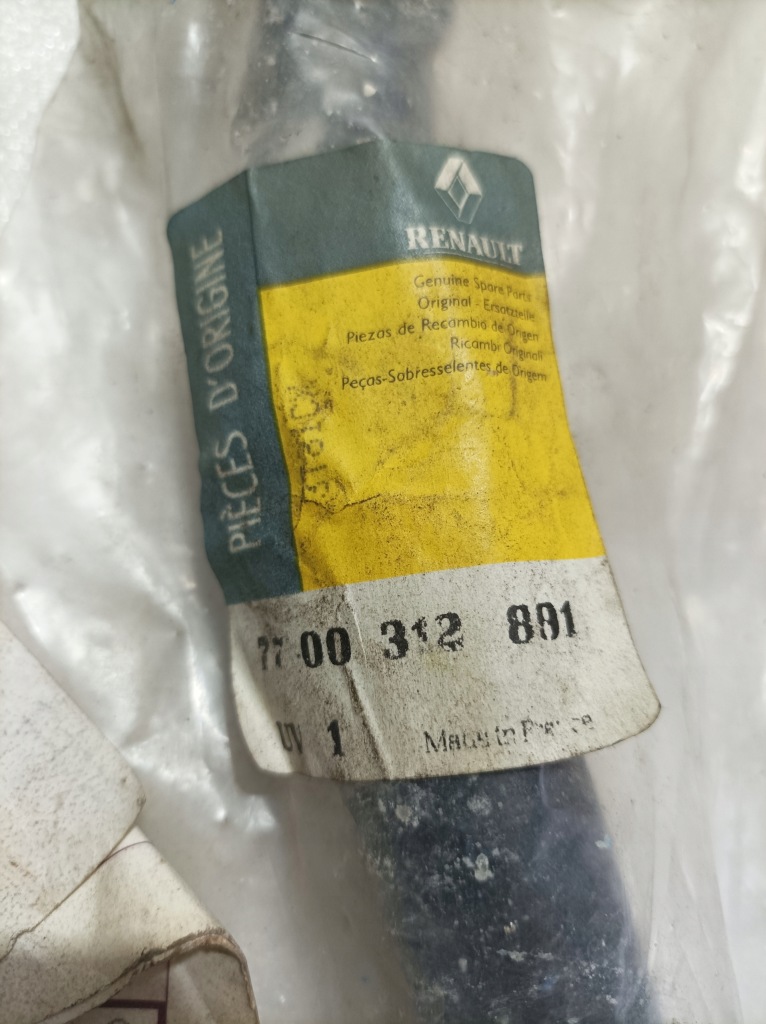 RENAULT
PIÈCES D'ORIGINE
Genuine Spare Parts
Original - Ersatzteile
Piezas de Recambio de Origen
Ricambi Originali
Peças-Sobresselentes de Origem
77 00 312 891
UV 1 Made in France